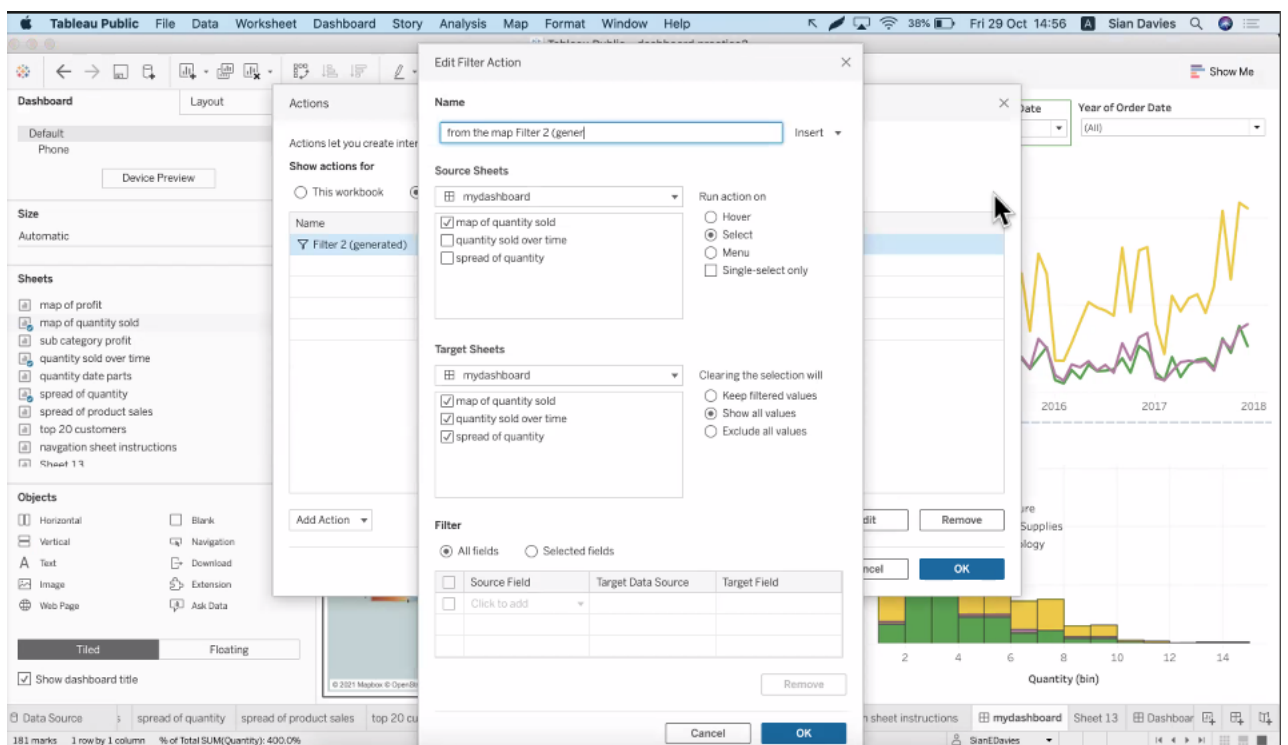 Tableau Public File Data Worksheet Dashboard Story Analysis Map Format Window Help 38% Fri 29 Oct 14:56 A Sian Davies
Show Me
Dashboard Layout
Default
Phone
Device Preview
Size
Automatic
Sheets
map of profit
map of quantity sold
sub category profit
quantity sold over time
quantity date parts
spread of quantity
spread of product sales
top 20 customers
navgation sheet instructions
Sheet 13
Objects
Horizontal Blank
Vertical Navigation
A Text Download
Image Extension
Web Page Ask Data
Tiled Floating
Show dashboard title
Actions
Actions let you create inter
Show actions for
This workbook
Name
Filter 2 (generated)
Add Action
dit Remove
ncel OK
Edit Filter Action
Name
from the map Filter 2 (gener
Insert
Source Sheets
mydashboard
map of quantity sold
quantity sold over time
spread of quantity
Run action on
Hover
Select
Menu
Single-select only
Target Sheets
mydashboard
map of quantity sold
quantity sold over time
spread of quantity
Clearing the selection will
Keep filtered values
Show all values
Exclude all values
Filter
All fields Selected fields
Source Field Target Data Source Target Field
Click to add
Remove
Cancel OK
Date Year of Order Date
(All)
2016 2017 2018
ure
Supplies
ology
2 4 6 8 10 12 14
Quantity (bin)
© 2021 Mapbox © OpenStr
Data Source s spread of quantity spread of product sales top 20 cu n sheet instructions mydashboard Sheet 13 Dashboar
181 marks 1 row by 1 column % of Total SUM(Quantity): 400.0% SianEDavies